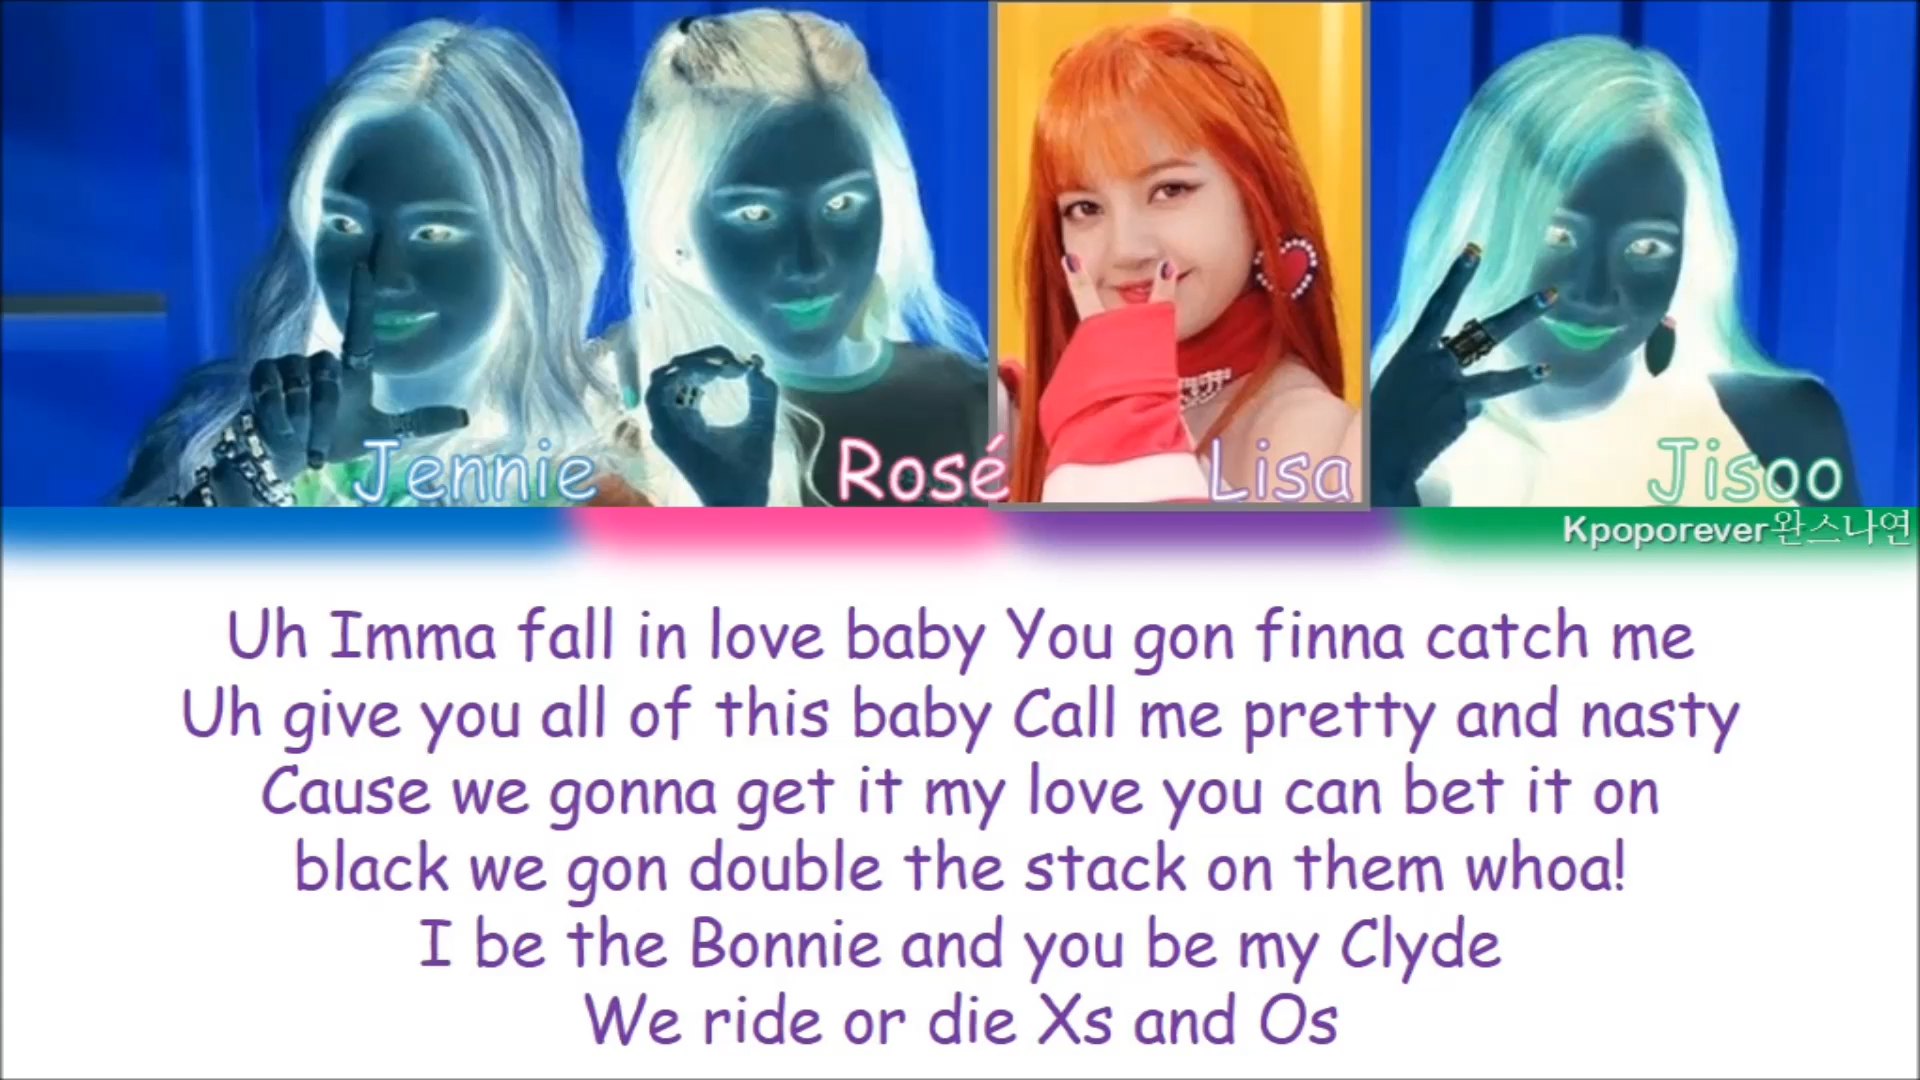 Jennie
Rosé
Lisa
Jisoo
Kpoporever완스나연
Uh Imma fall in love baby You gon finna catch me
Uh give you all of this baby Call me pretty and nasty
Cause we gonna get it my love you can bet it on
black we gon double the stack on them whoa!
I be the Bonnie and you be my Clyde
We ride or die Xs and Os